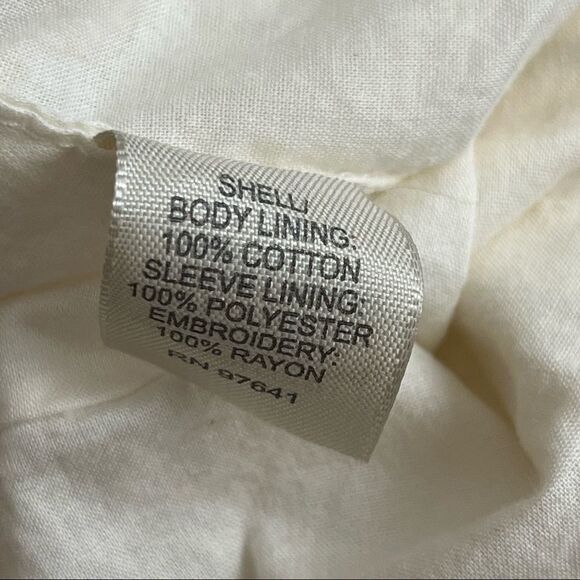 SHELL,
BODY LINING:
100% COTTON
SLEEVE LINING:
100% POLYESTER
EMBROIDERY:
100% RAYON
RN 97641